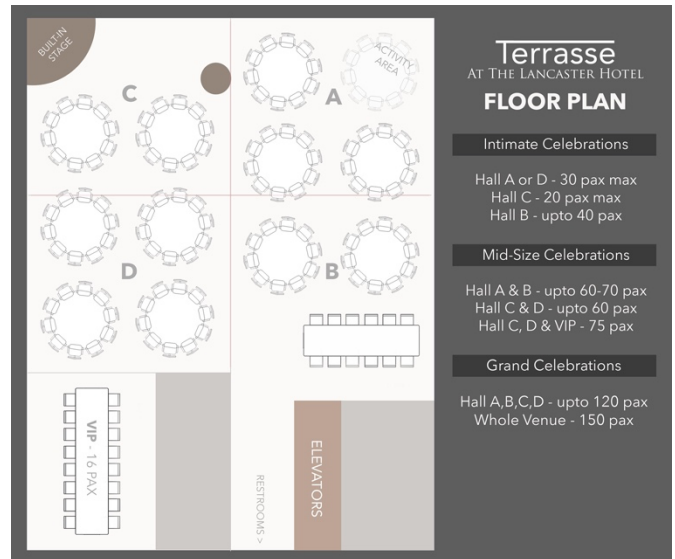 BUILT-IN
STAGE
C
ACTIVITY
AREA
A
D
B
VIP - 16 PAX
RESTROOMS >
ELEVATORS
Terrasse
AT THE LANCASTER HOTEL
FLOOR PLAN
Intimate Celebrations
Hall A or D - 30 pax max
Hall C - 20 pax max
Hall B - upto 40 pax
Mid-Size Celebrations
Hall A & B - upto 60-70 pax
Hall C & D - upto 60 pax
Hall C, D & VIP - 75 pax
Grand Celebrations
Hall A,B,C,D - upto 120 pax
Whole Venue - 150 pax